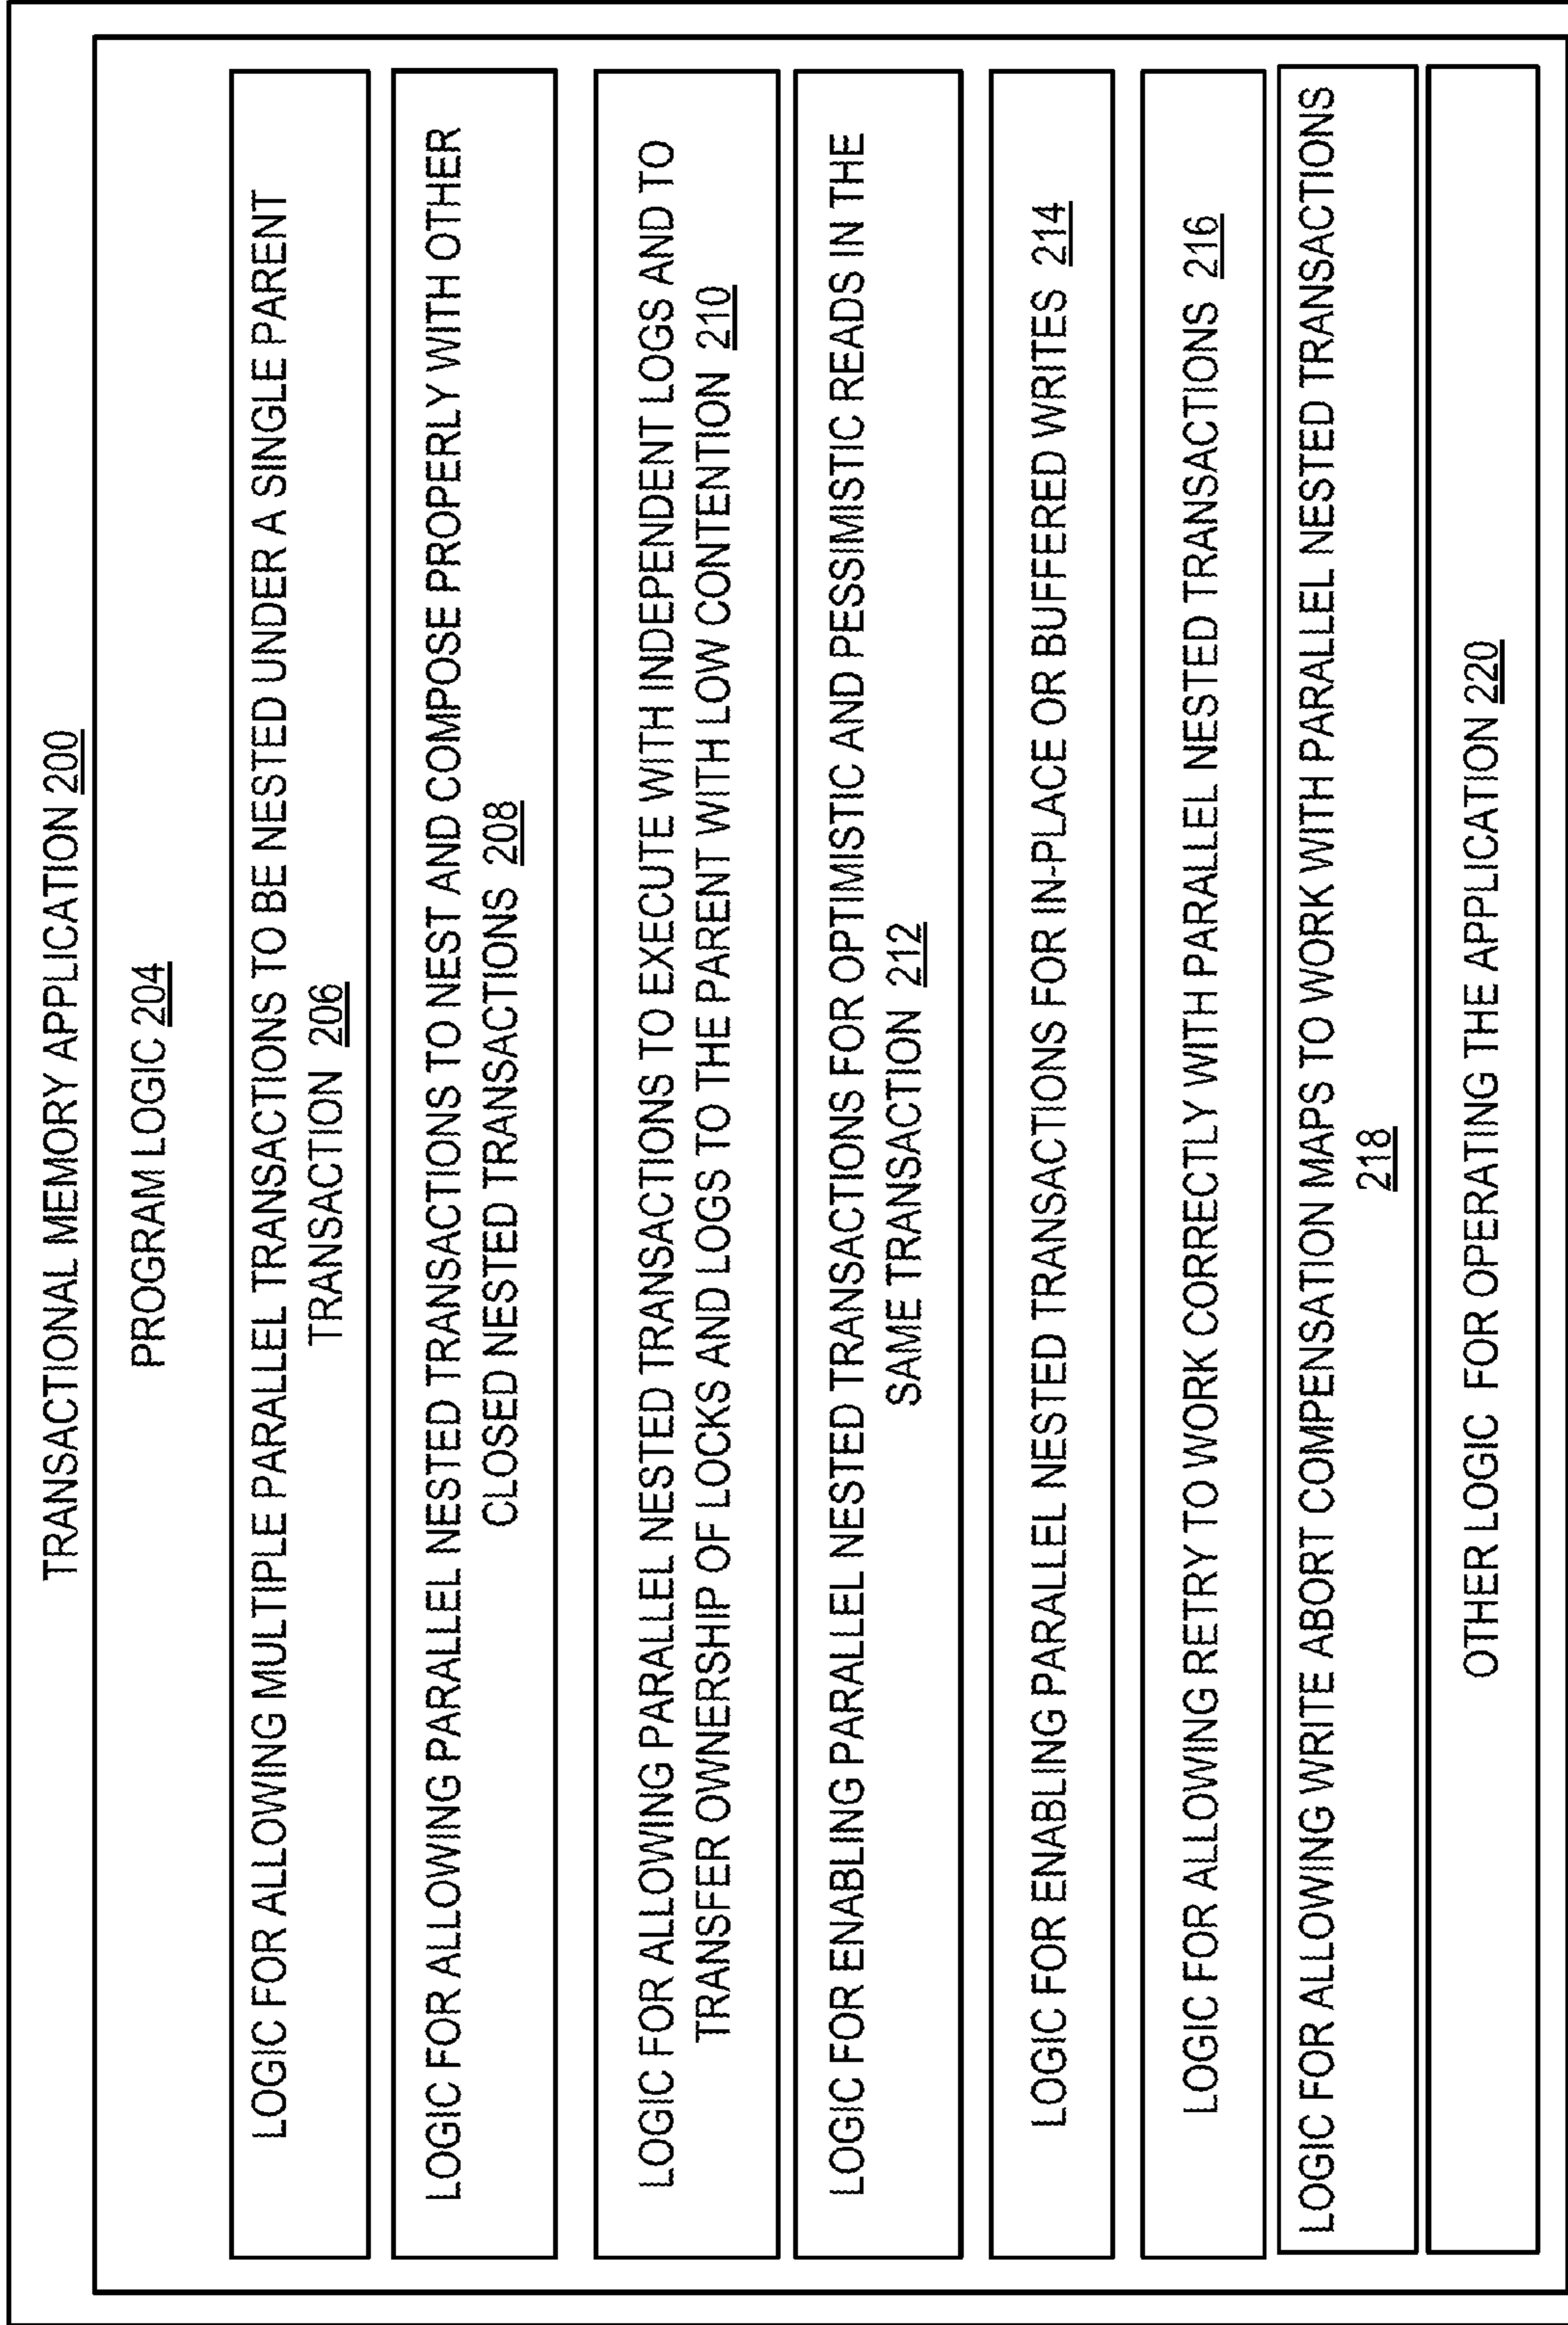 TRANSACTIONAL MEMORY APPLICATION 200
PROGRAM LOGIC 204
LOGIC FOR ALLOWING MULTIPLE PARALLEL TRANSACTIONS TO BE NESTED UNDER A SINGLE PARENT
TRANSACTION 206
LOGIC FOR ALLOWING PARALLEL NESTED TRANSACTIONS TO NEST AND COMPOSE PROPERLY WITH OTHER
CLOSED NESTED TRANSACTIONS 208
LOGIC FOR ALLOWING PARALLEL NESTED TRANSACTIONS TO EXECUTE WITH INDEPENDENT LOGS AND TO
TRANSFER OWNERSHIP OF LOCKS AND LOGS TO THE PARENT WITH LOW CONTENTION 210
LOGIC FOR ENABLING PARALLEL NESTED TRANSACTIONS FOR OPTIMISTIC AND PESSIMISTIC READS IN THE
SAME TRANSACTION 212
LOGIC FOR ENABLING PARALLEL NESTED TRANSACTIONS FOR IN-PLACE OR BUFFERED WRITES 214
LOGIC FOR ALLOWING RETRY TO WORK CORRECTLY WITH PARALLEL NESTED TRANSACTIONS 216
LOGIC FOR ALLOWING WRITE ABORT COMPENSATION MAPS TO WORK WITH PARALLEL NESTED TRANSACTIONS
218
OTHER LOGIC FOR OPERATING THE APPLICATION 220